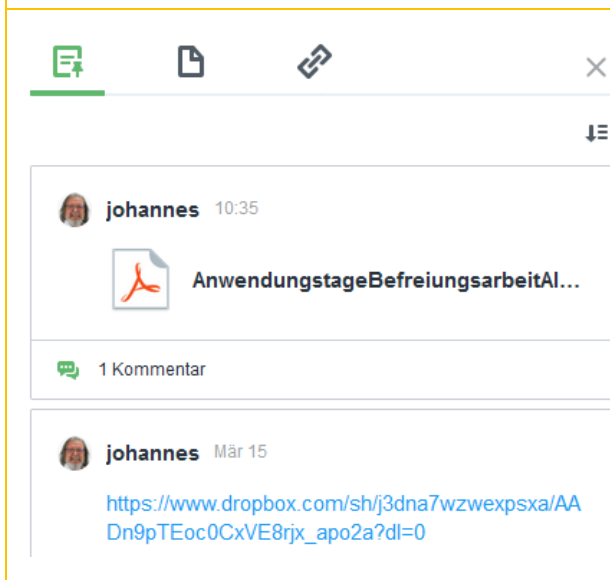 johannes 10:35
AnwendungstageBefreiungsarbeitAl...
1 Kommentar
johannes Mär 15
https://www.dropbox.com/sh/j3dna7wzwexpsxa/AA
Dn9pTEoc0CxVE8rjx_apo2a?dl=0